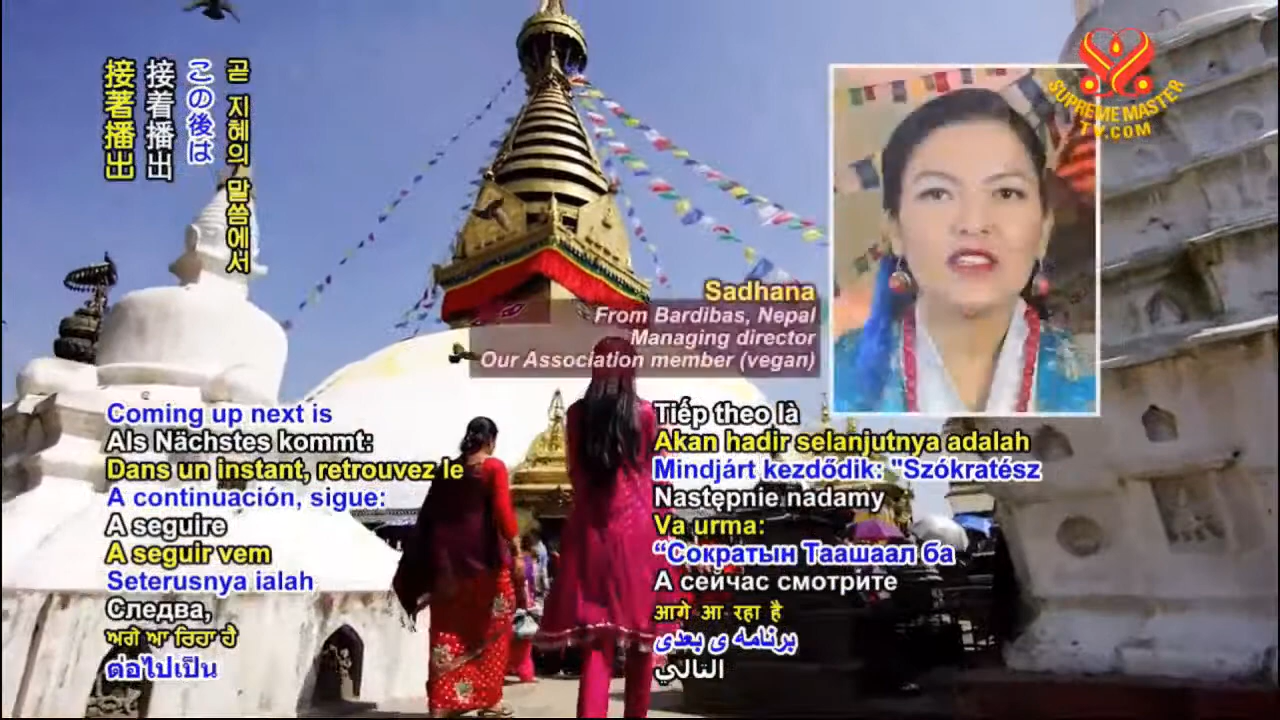 接著播出
接着播出
この後は
곧 지혜의 말씀에서
SUPREME MASTER
TV.COM
Sadhana
From Bardibas, Nepal
Managing director
Our Association member (vegan)
Coming up next is
Als Nächstes kommt:
Dans un instant, retrouvez le
A continuación, sigue:
A seguire
A seguir vem
Seterusnya ialah
Следва,
ਅਗੇ ਆ ਰਿਹਾ ਹੈ
ต่อไปเป็น
Tiếp theo là
Akan hadir selanjutnya adalah
Mindjárt kezdődik: "Szókratész
Następnie nadamy
Va urma:
“Сократын Таашаал ба
А сейчас смотрите
आगे आ रहा है
برنامه ی بعدی
التالي